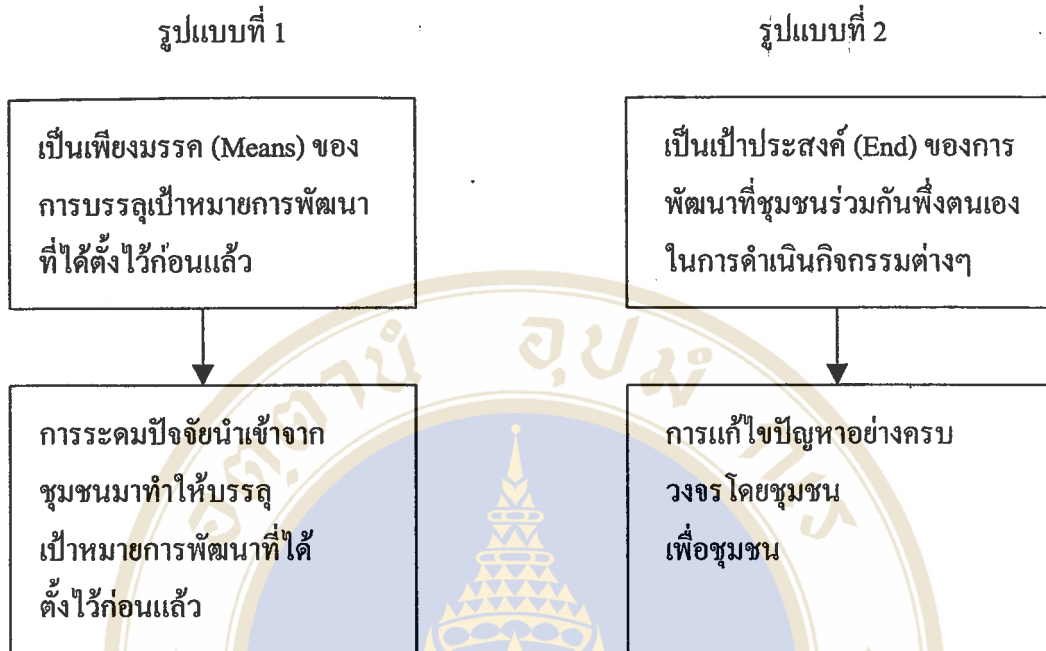 รูปแบบที่ 1
รูปแบบที่ 2
เป็นเพียงมรรค (Means) ของ
การบรรลุเป้าหมายการพัฒนา
ที่ได้ตั้งไว้ก่อนแล้ว
เป็นเป้าประสงค์ (End) ของการ
พัฒนาที่ชุมชนร่วมกันพึ่งตนเอง
ในการดำเนินกิจกรรมต่างๆ
การระดมปัจจัยนำเข้าจาก
ชุมชนมาทำให้บรรลุ
เป้าหมายการพัฒนาที่ได้
ตั้งไว้ก่อนแล้ว
การแก้ไขปัญหาอย่างครบ
วงจร โดยชุมชน
เพื่อชุมชน
อตฺตานํ อุปมํ กเร